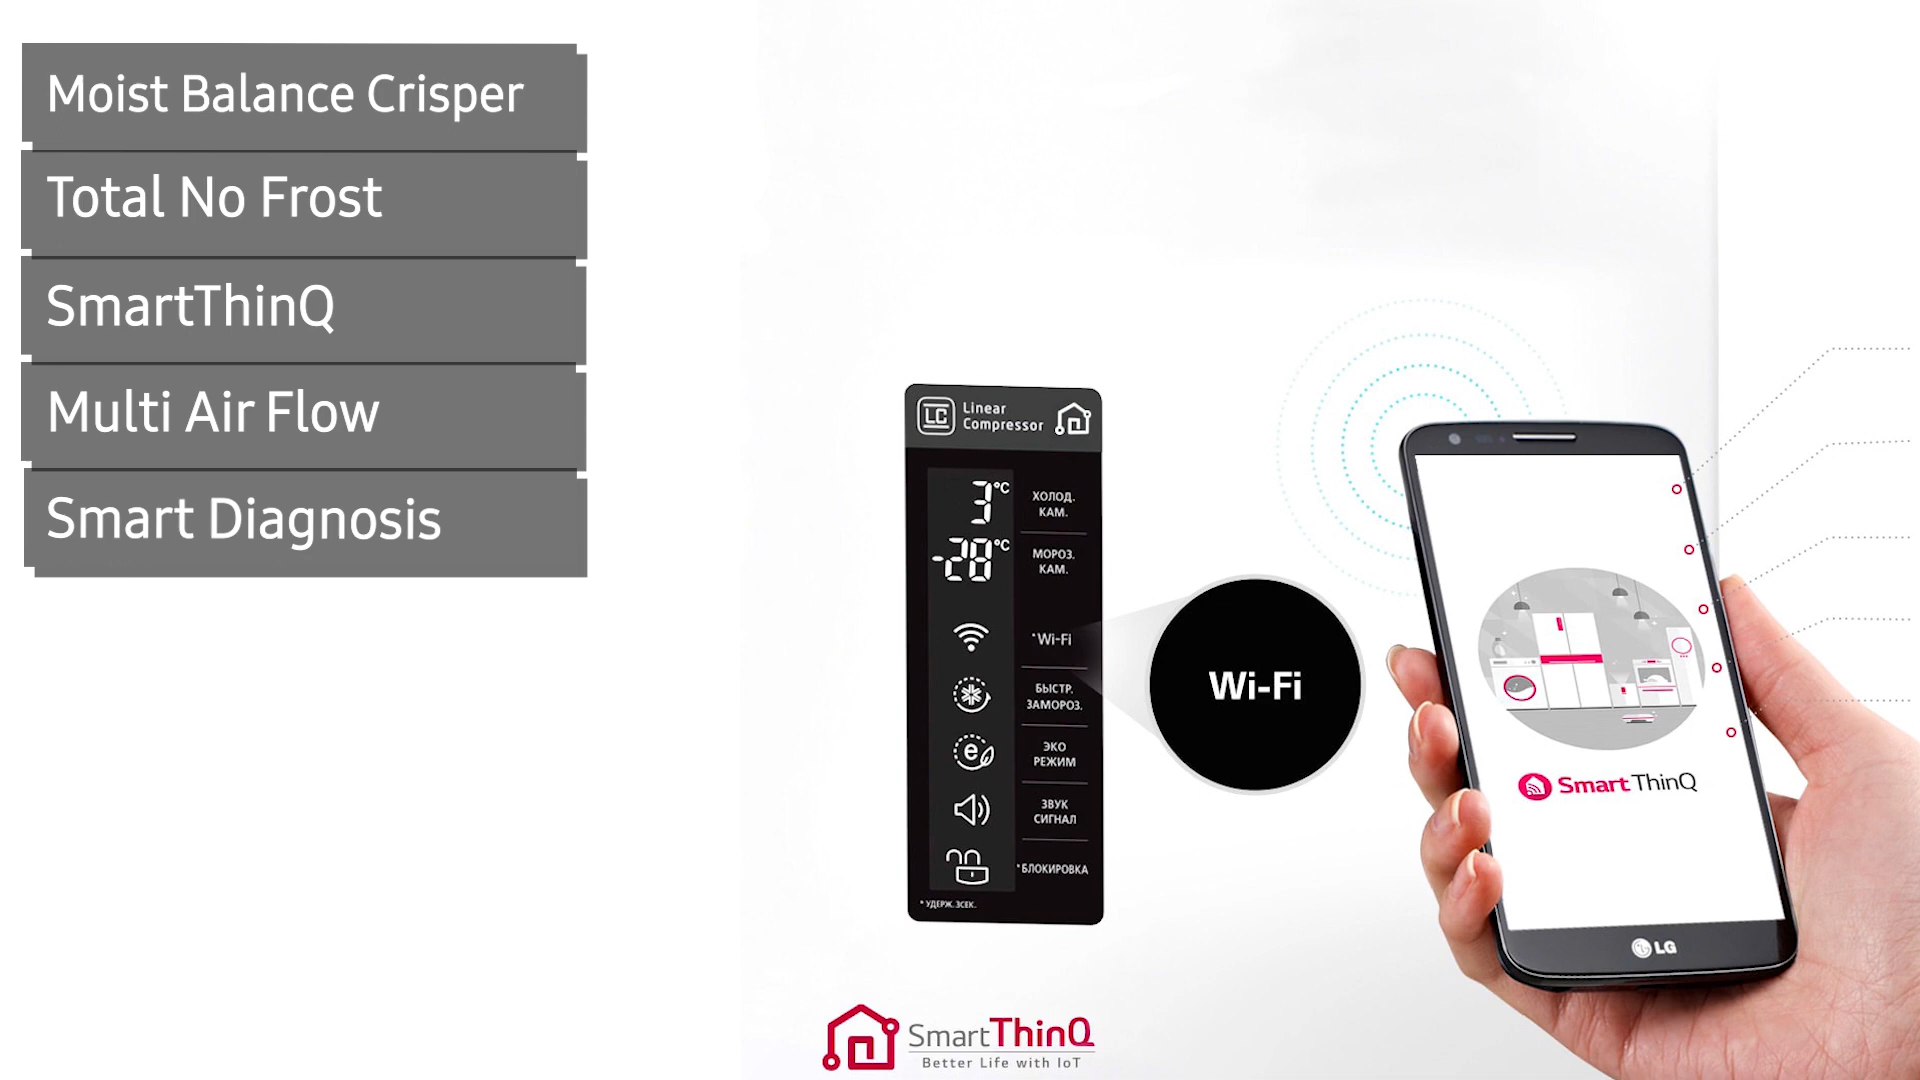 Moist Balance Crisper
Total No Frost
SmartThinQ
Multi Air Flow
Smart Diagnosis
LC Linear
Compressor
3°C
ХОЛОД.
КАМ.
-28°C
МОРОЗ.
КАМ.
*Wi-Fi
БЫСТР.
ЗАМОРОЗ.
e
ЭКО
РЕЖИМ
ЗВУК
СИГНАЛ
*БЛОКИРОВКА
* УДЕРЖ.3СЕК.
Wi-Fi
SmartThinQ
LG
SmartThinQ
Better Life with IoT